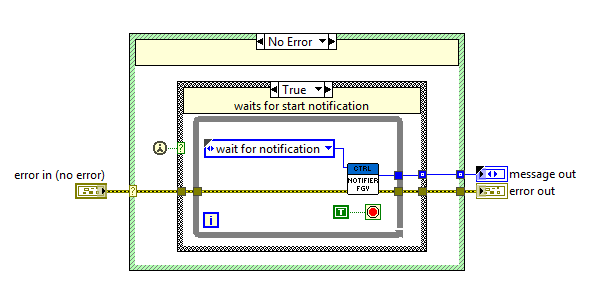 No Error
True
waits for start notification
?
wait for notification
error in (no error)
?
CTRL
NOTIFIER
FGV
message out
error out
T
i